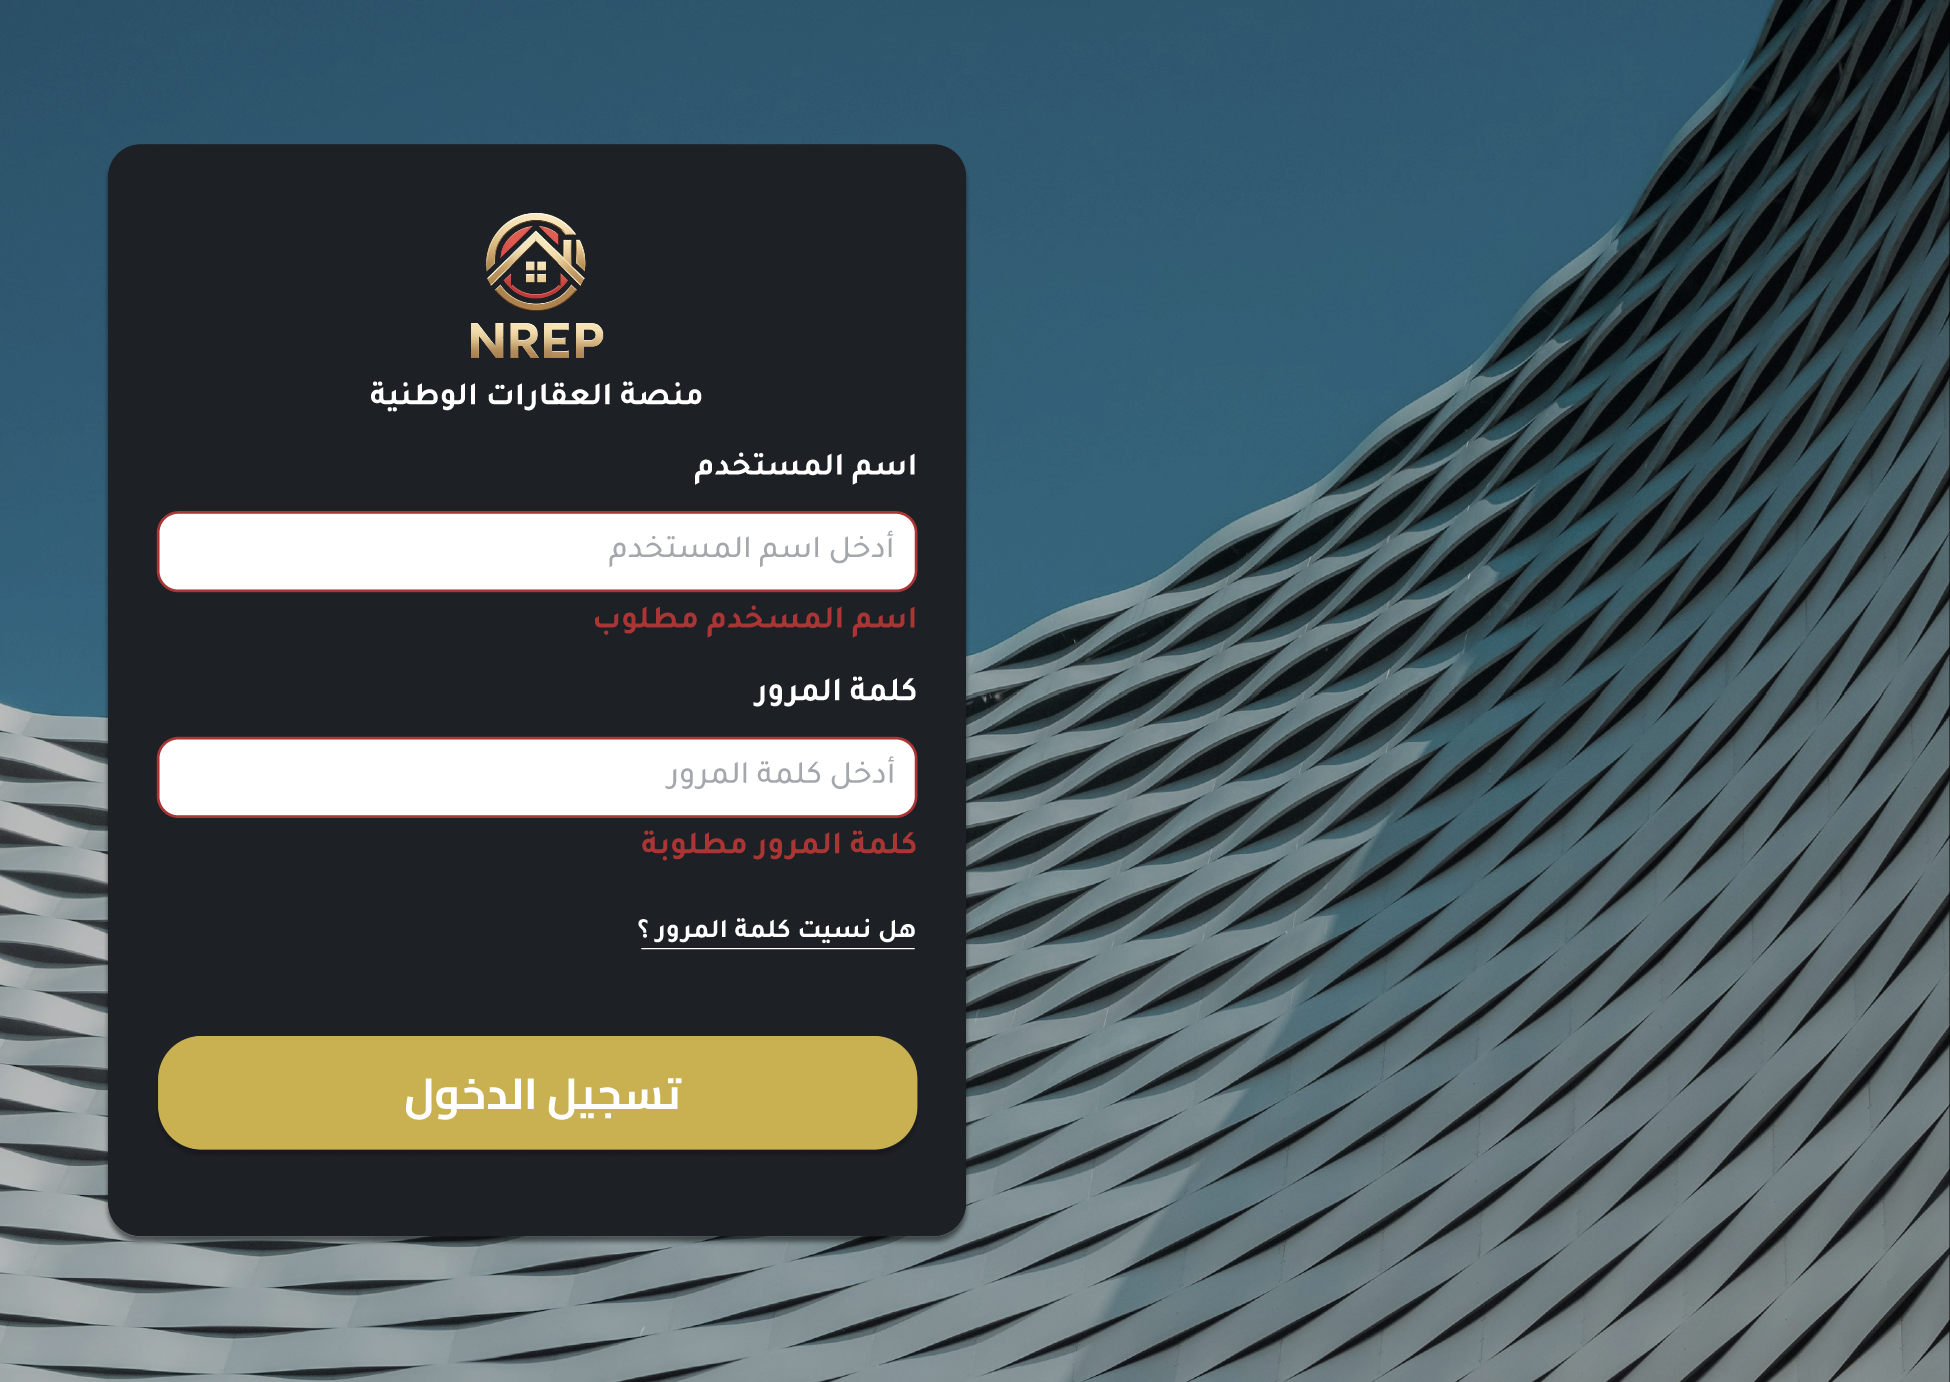 NREP
منصة العقارات الوطنية
اسم المستخدم
أدخل اسم المستخدم
اسم المسخدم مطلوب
كلمة المرور
أدخل كلمة المرور
كلمة المرور مطلوبة
هل نسيت كلمة المرور ؟
تسجيل الدخول